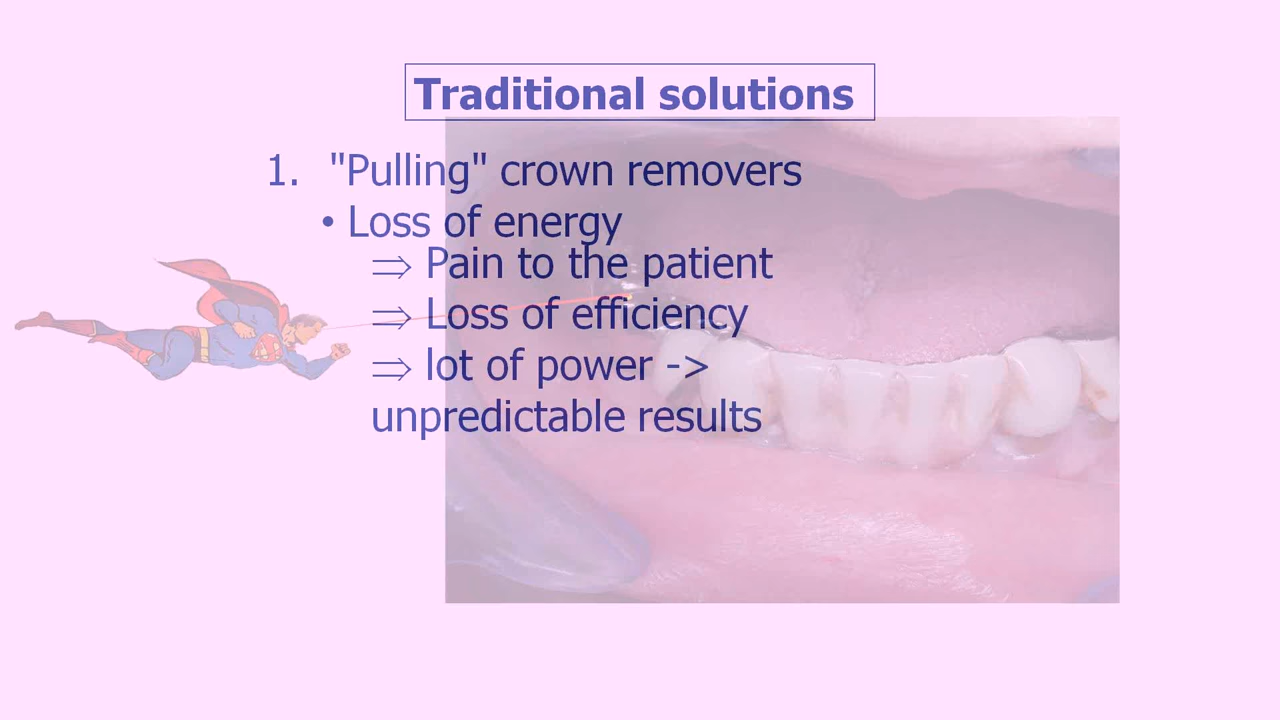 Traditional solutions
1. "Pulling" crown removers
• Loss of energy
⇒ Pain to the patient
⇒ Loss of efficiency
⇒ lot of power ->
unpredictable results